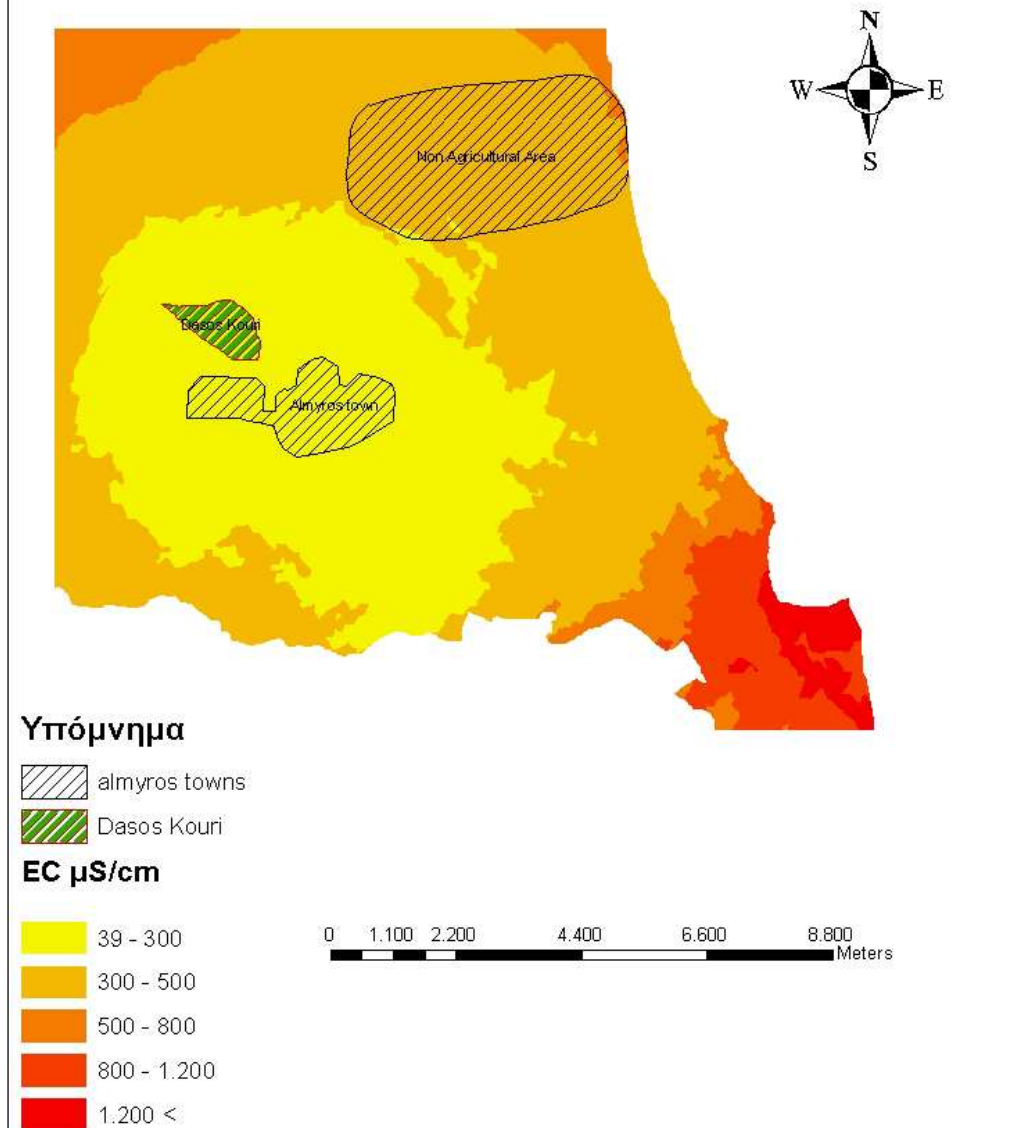 N
W E
S
Non Agricultural Area
Dasos Kouri
Almyros town
Υπόμνημα
almyros towns
Dasos Kouri
EC µS/cm
39 - 300
300 - 500
500 - 800
800 - 1.200
1.200 <
0 1.100 2.200 4.400 6.600 8.800
Meters